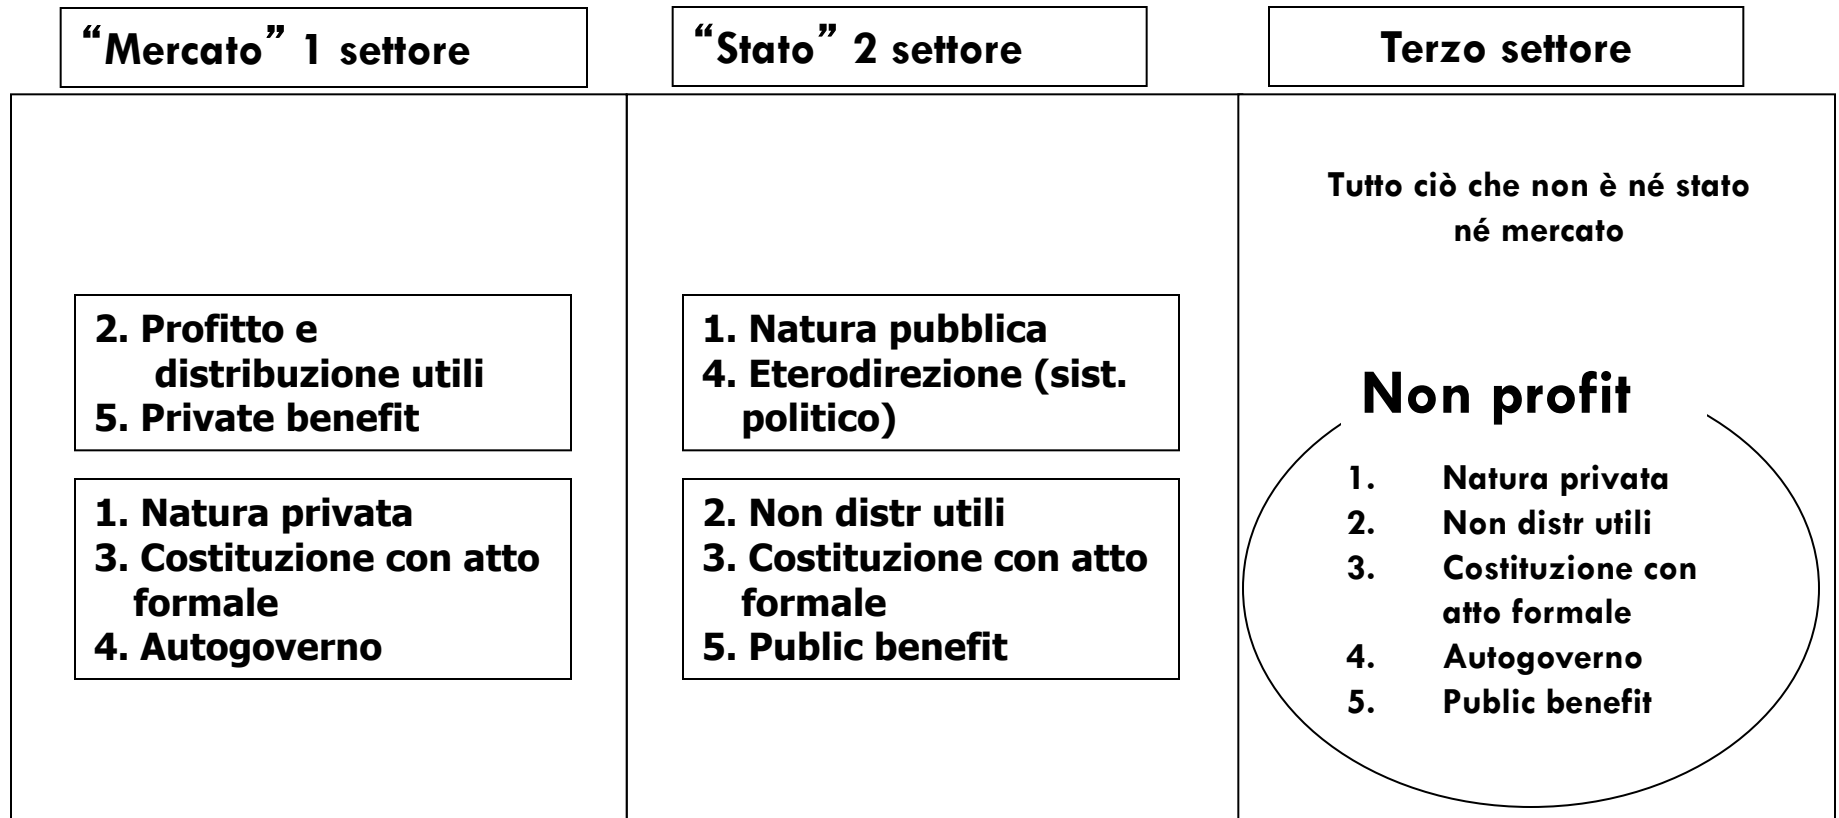 “Mercato” 1 settore
“Stato” 2 settore
Terzo settore
2. Profitto e
distribuzione utili
5. Private benefit
1. Natura privata
3. Costituzione con atto
formale
4. Autogoverno
1. Natura pubblica
4. Eterodirezione (sist.
politico)
2. Non distr utili
3. Costituzione con atto
formale
5. Public benefit
Tutto ciò che non è né stato
né mercato
Non profit
1. Natura privata
2. Non distr utili
3. Costituzione con
atto formale
4. Autogoverno
5. Public benefit